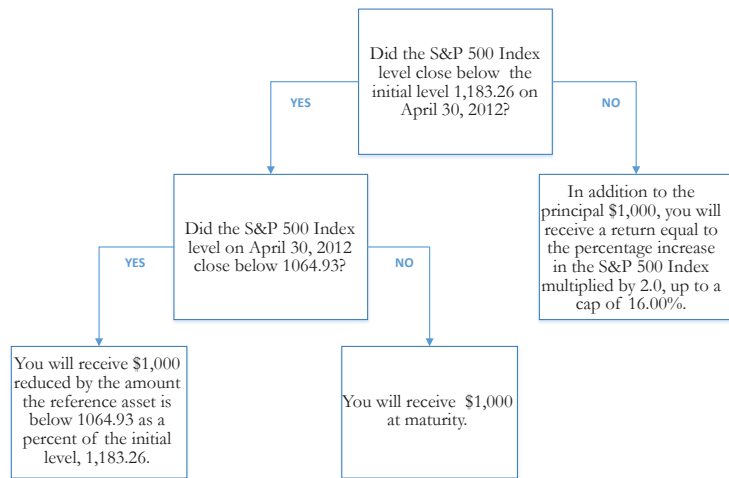 Did the S&P 500 Index
level close below the
initial level 1,183.26 on
April 30, 2012?
YES
NO
Did the S&P 500 Index
level on April 30, 2012
close below 1064.93?
In addition to the
principal $1,000, you will
receive a return equal to
the percentage increase
in the S&P 500 Index
multiplied by 2.0, up to a
cap of 16.00%.
YES
NO
You will receive $1,000
reduced by the amount
the reference asset is
below 1064.93 as a
percent of the initial
level, 1,183.26.
You will receive $1,000
at maturity.